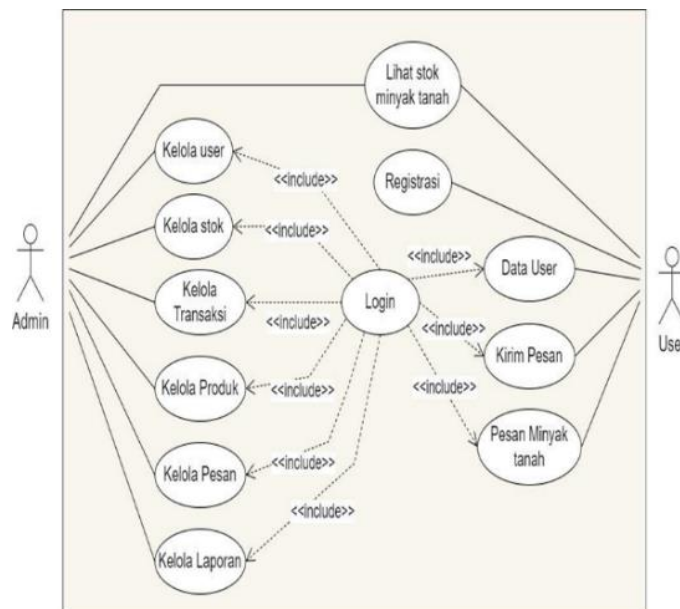 Lihat stok
minyak tanah
Kelola user
<<include>>
Registrasi
Kelola stok
<<include>>
<<include>>
Data User
Admin
Kelola
Transaksi
<<include>>
Login
<<include>>
Kirim Pesan
Use
Kelola Produk
<<include>>
<<include>>
Pesan Minyak
tanah
Kelola Pesan
<<include>>
<<include>>
Kelola Laporan